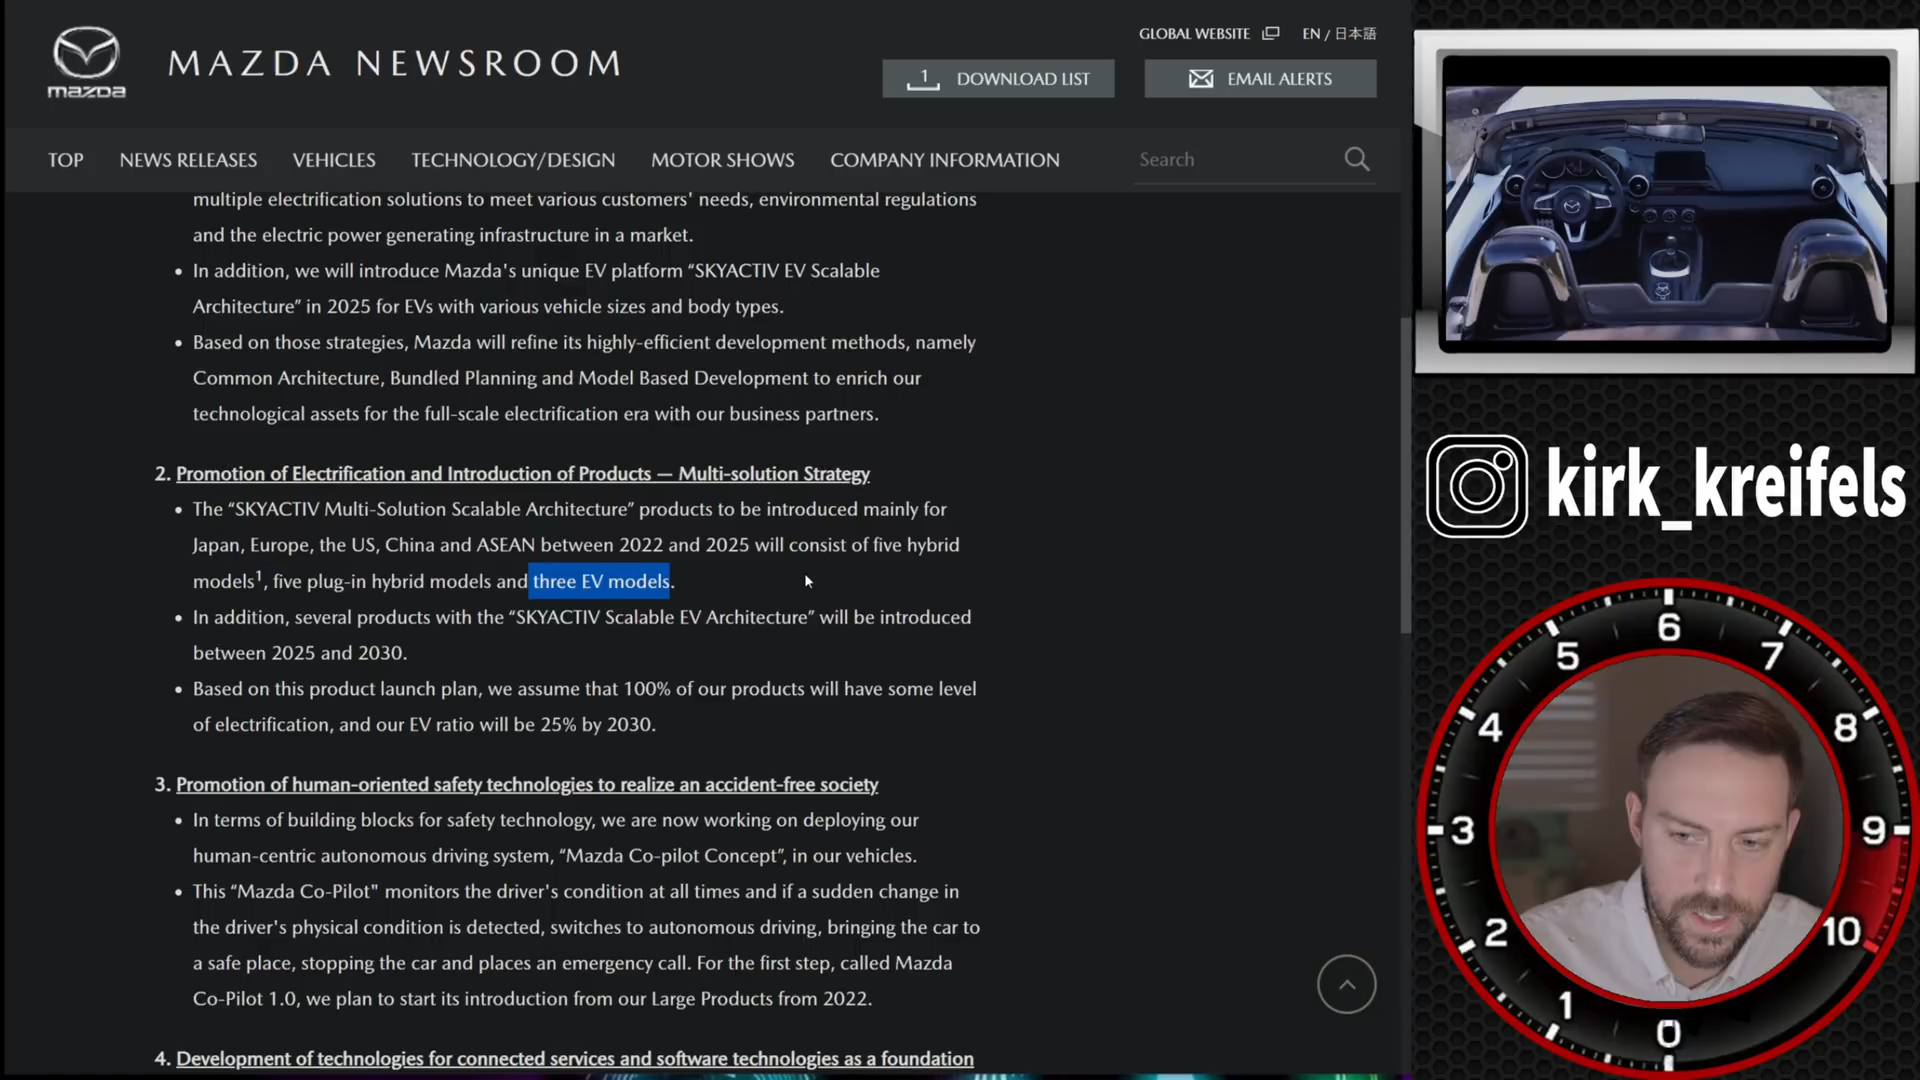 mazda
MAZDA NEWSROOM
GLOBAL WEBSITE
EN / 日本語
1 DOWNLOAD LIST
EMAIL ALERTS
TOP
NEWS RELEASES
VEHICLES
TECHNOLOGY/DESIGN
MOTOR SHOWS
COMPANY INFORMATION
Search
multiple electrification solutions to meet various customers' needs, environmental regulations
and the electric power generating infrastructure in a market.
• In addition, we will introduce Mazda's unique EV platform “SKYACTIV EV Scalable
Architecture” in 2025 for EVs with various vehicle sizes and body types.
• Based on those strategies, Mazda will refine its highly-efficient development methods, namely
Common Architecture, Bundled Planning and Model Based Development to enrich our
technological assets for the full-scale electrification era with our business partners.
2. Promotion of Electrification and Introduction of Products — Multi-solution Strategy
• The “SKYACTIV Multi-Solution Scalable Architecture” products to be introduced mainly for
Japan, Europe, the US, China and ASEAN between 2022 and 2025 will consist of five hybrid
models1, five plug-in hybrid models and three EV models.
• In addition, several products with the “SKYACTIV Scalable EV Architecture” will be introduced
between 2025 and 2030.
• Based on this product launch plan, we assume that 100% of our products will have some level
of electrification, and our EV ratio will be 25% by 2030.
3. Promotion of human-oriented safety technologies to realize an accident-free society
• In terms of building blocks for safety technology, we are now working on deploying our
human-centric autonomous driving system, “Mazda Co-pilot Concept”, in our vehicles.
• This “Mazda Co-Pilot" monitors the driver's condition at all times and if a sudden change in
the driver's physical condition is detected, switches to autonomous driving, bringing the car to
a safe place, stopping the car and places an emergency call. For the first step, called Mazda
Co-Pilot 1.0, we plan to start its introduction from our Large Products from 2022.
4. Development of technologies for connected services and software technologies as a foundation
kirk_kreifels
0
1
2
3
4
5
6
7
8
9
10